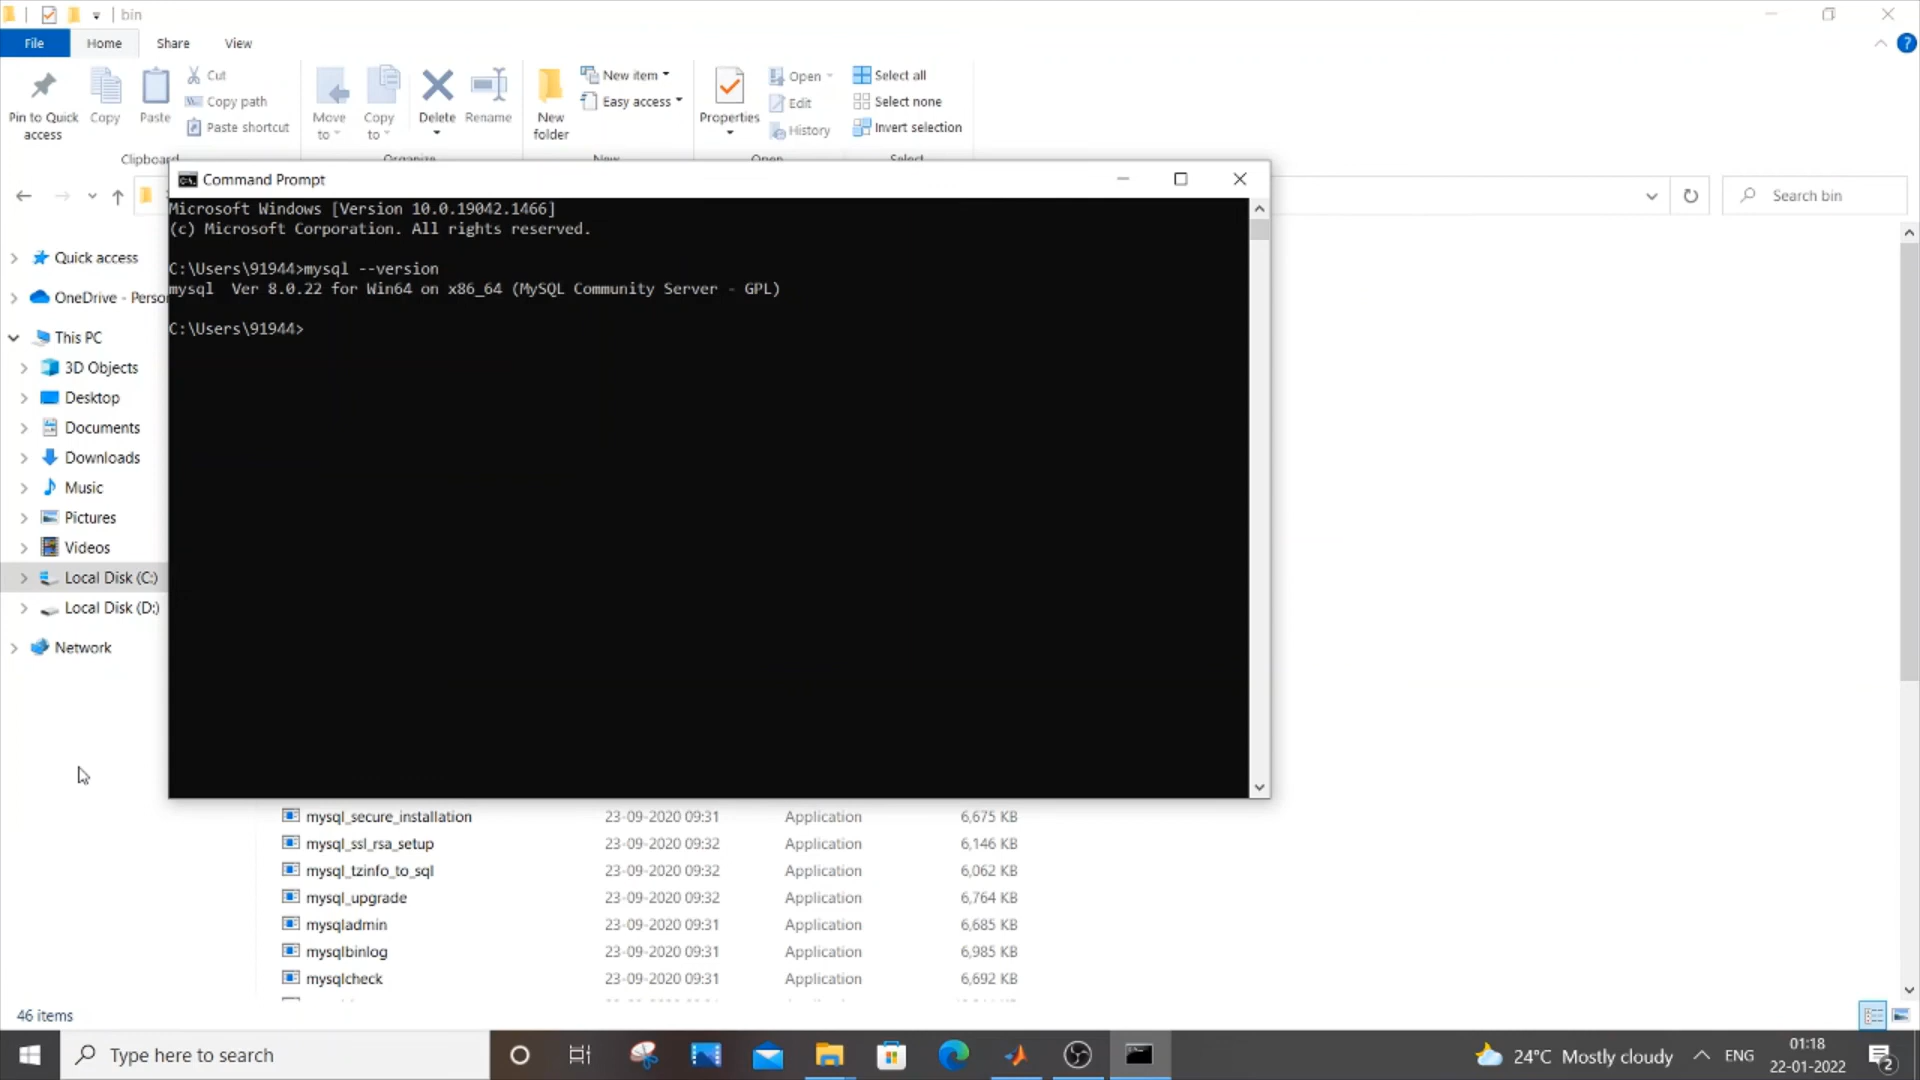 bin
File
Home
Share
View
Pin to Quick access
Copy
Paste
Cut
Copy path
Paste shortcut
Move to
Copy to
Delete
Rename
New folder
New item
Easy access
Properties
Open
Edit
History
Select all
Select none
Invert selection
Clipboard
Organize
New
Open
Select
Search bin
Command Prompt
Microsoft Windows [Version 10.0.19042.1466]
(c) Microsoft Corporation. All rights reserved.
C:\Users\91944>mysql --version
mysql  Ver 8.0.22 for Win64 on x86_64 (MySQL Community Server - GPL)
C:\Users\91944>
Quick access
OneDrive - Perso
This PC
3D Objects
Desktop
Documents
Downloads
Music
Pictures
Videos
Local Disk (C:)
Local Disk (D:)
Network
mysql_secure_installation 23-09-2020 09:31 Application 6,675 KB
mysql_ssl_rsa_setup 23-09-2020 09:32 Application 6,146 KB
mysql_tzinfo_to_sql 23-09-2020 09:32 Application 6,062 KB
mysql_upgrade 23-09-2020 09:32 Application 6,764 KB
mysqladmin 23-09-2020 09:31 Application 6,685 KB
mysqlbinlog 23-09-2020 09:31 Application 6,985 KB
mysqlcheck 23-09-2020 09:31 Application 6,692 KB
46 items
Type here to search
24°C Mostly cloudy
ENG
01:18
22-01-2022
2